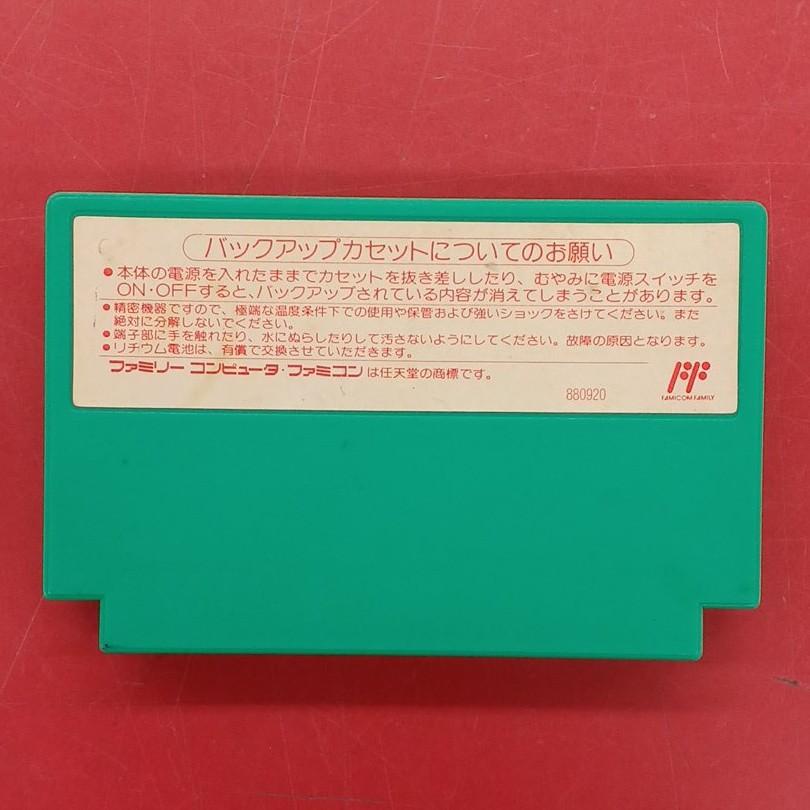 バックアップカセットについてのお願い
●本体の電源を入れたままでカセットを抜き差ししたり、むやみに電源スイッチを
ON・OFFすると、バックアップされている内容が消えてしまうことがあります。
●精密機器ですので、極端な温度条件下での使用や保管および強いショックをさけてください。また
絶対に分解しないでください。
●端子部に手を触れたり、水にぬらしたりして汚さないようにしてください。故障の原因となります。
●リチウム電池は、有償で交換させていただきます。
ファミリー コンピュータ・ファミコンは任天堂の商標です。
880920
FAMICOM FAMILY